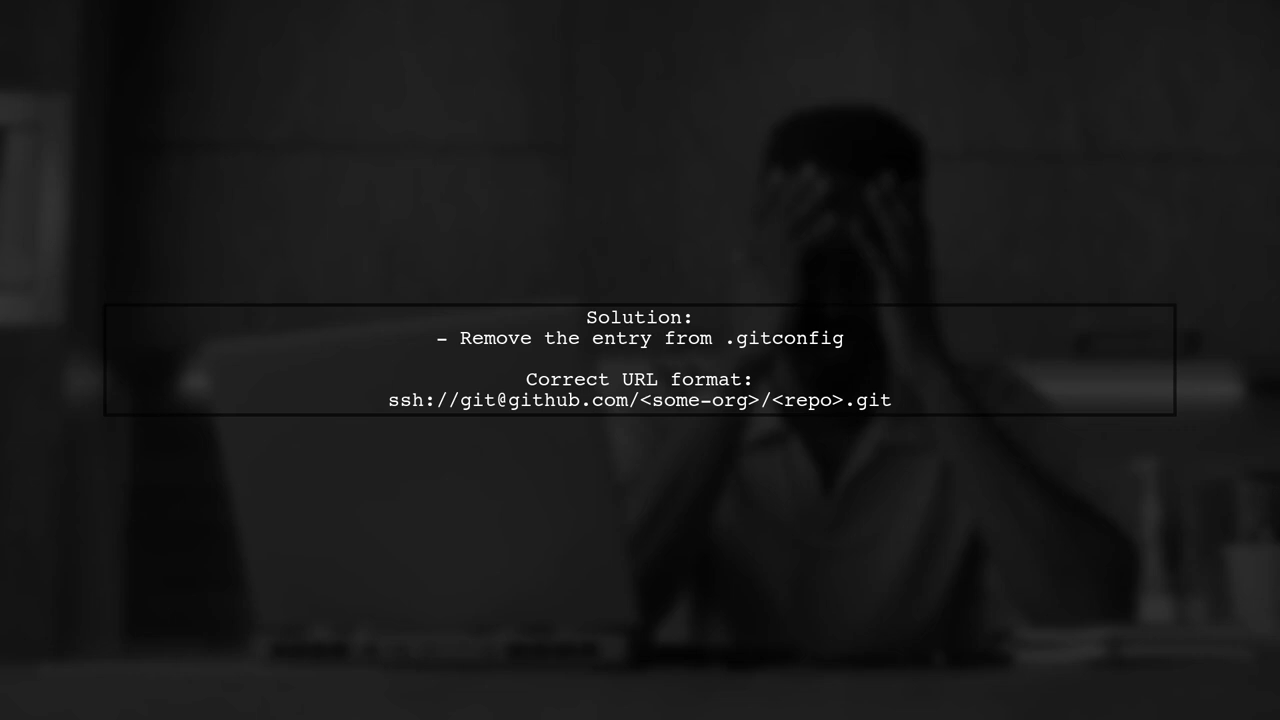 Solution:
- Remove the entry from .gitconfig
Correct URL format:
ssh://git@github.com/<some-org>/<repo>.git